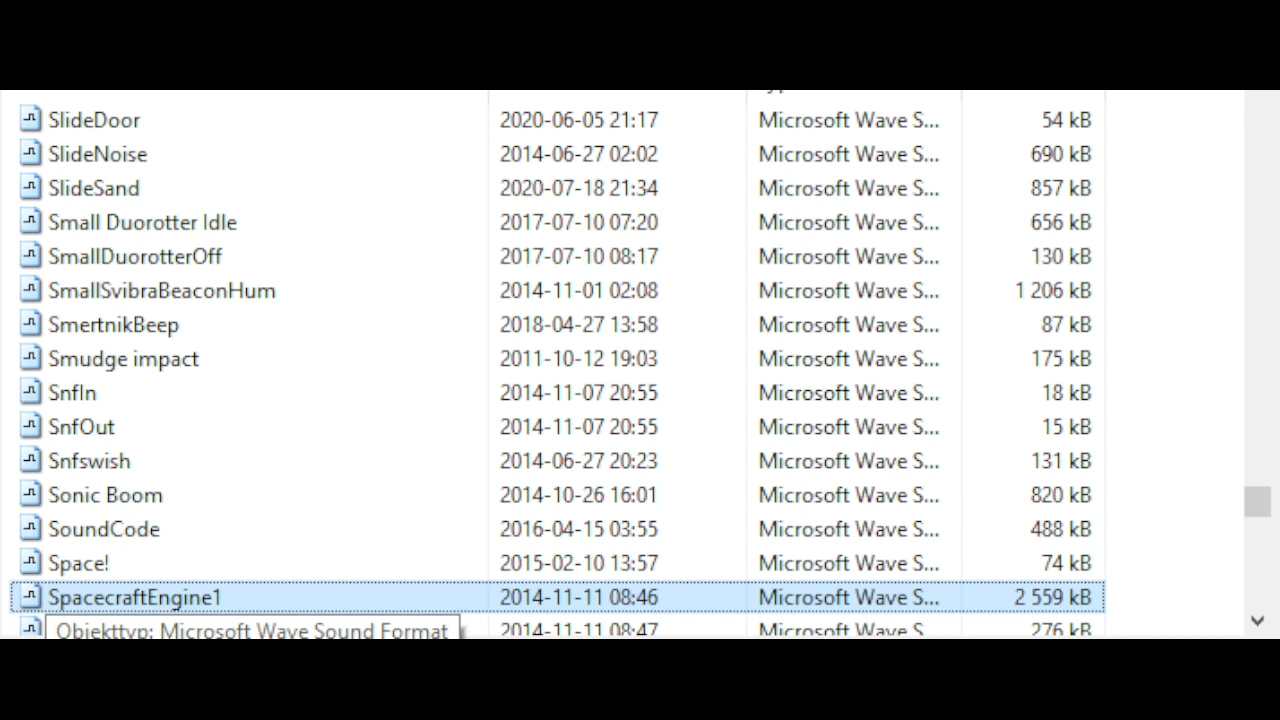 SlideDoor 2020-06-05 21:17 Microsoft Wave S... 54 kB
SlideNoise 2014-06-27 02:02 Microsoft Wave S... 690 kB
SlideSand 2020-07-18 21:34 Microsoft Wave S... 857 kB
Small Duorotter Idle 2017-07-10 07:20 Microsoft Wave S... 656 kB
SmallDuorotterOff 2017-07-10 08:17 Microsoft Wave S... 130 kB
SmallSvibraBeaconHum 2014-11-01 02:08 Microsoft Wave S... 1 206 kB
SmertnikBeep 2018-04-27 13:58 Microsoft Wave S... 87 kB
Smudge impact 2011-10-12 19:03 Microsoft Wave S... 175 kB
SnfIn 2014-11-07 20:55 Microsoft Wave S... 18 kB
SnfOut 2014-11-07 20:55 Microsoft Wave S... 15 kB
Snfswish 2014-06-27 20:23 Microsoft Wave S... 131 kB
Sonic Boom 2014-10-26 16:01 Microsoft Wave S... 820 kB
SoundCode 2016-04-15 03:55 Microsoft Wave S... 488 kB
Space! 2015-02-10 13:57 Microsoft Wave S... 74 kB
SpacecraftEngine1 2014-11-11 08:46 Microsoft Wave S... 2 559 kB
Objekttyp: Microsoft Wave Sound Format 2014-11-11 08:47 Microsoft Wave S 276 kB